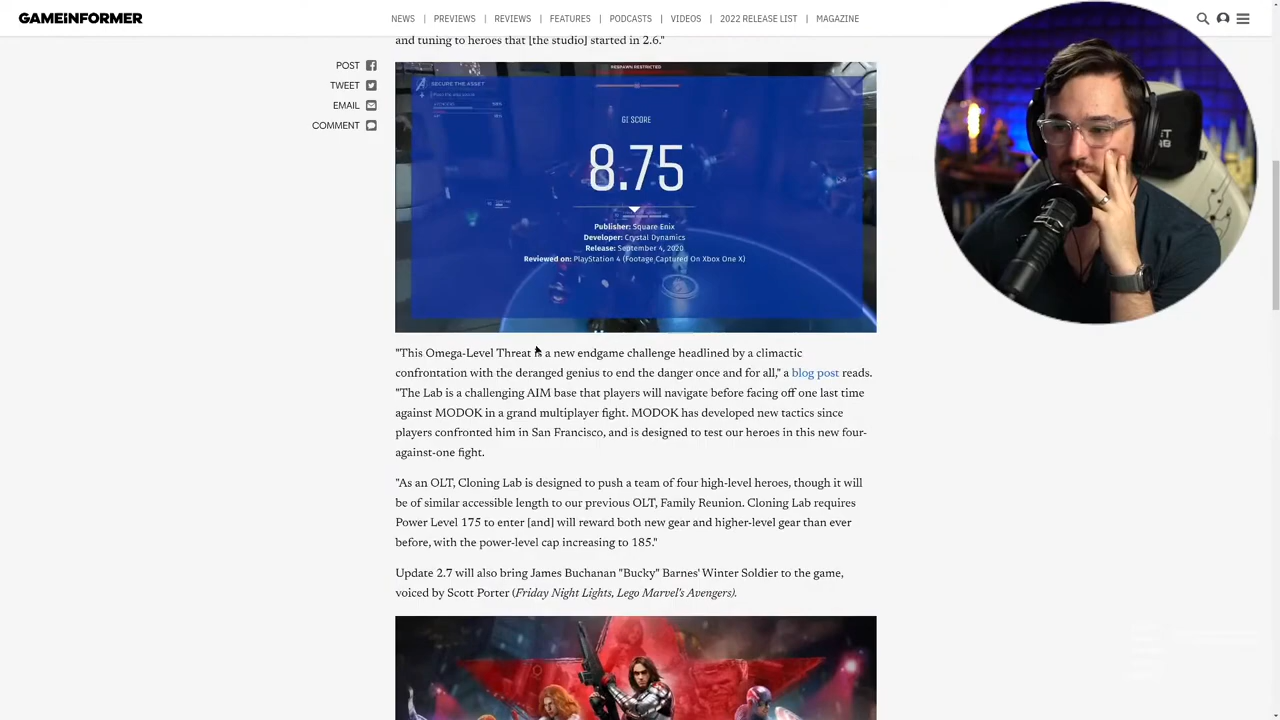 GAMEINFORMER
NEWS | PREVIEWS | REVIEWS | FEATURES | PODCASTS | VIDEOS | 2022 RELEASE LIST | MAGAZINE
and tuning to heroes that [the studio] started in 2.6."
POST
TWEET
EMAIL
COMMENT
RESPAWN RESTRICTED
SECURE THE ASSET
GI SCORE
8.75
Publisher: Square Enix
Developer: Crystal Dynamics
Release: September 4, 2020
Reviewed on: PlayStation 4 (Footage Captured On Xbox One X)
"This Omega-Level Threat is a new endgame challenge headlined by a climactic
confrontation with the deranged genius to end the danger once and for all," a blog post reads.
"The Lab is a challenging AIM base that players will navigate before facing off one last time
against MODOK in a grand multiplayer fight. MODOK has developed new tactics since
players confronted him in San Francisco, and is designed to test our heroes in this new four-
against-one fight.
"As an OLT, Cloning Lab is designed to push a team of four high-level heroes, though it will
be of similar accessible length to our previous OLT, Family Reunion. Cloning Lab requires
Power Level 175 to enter [and] will reward both new gear and higher-level gear than ever
before, with the power-level cap increasing to 185."
Update 2.7 will also bring James Buchanan "Bucky" Barnes' Winter Soldier to the game,
voiced by Scott Porter (Friday Night Lights, Lego Marvel's Avengers).